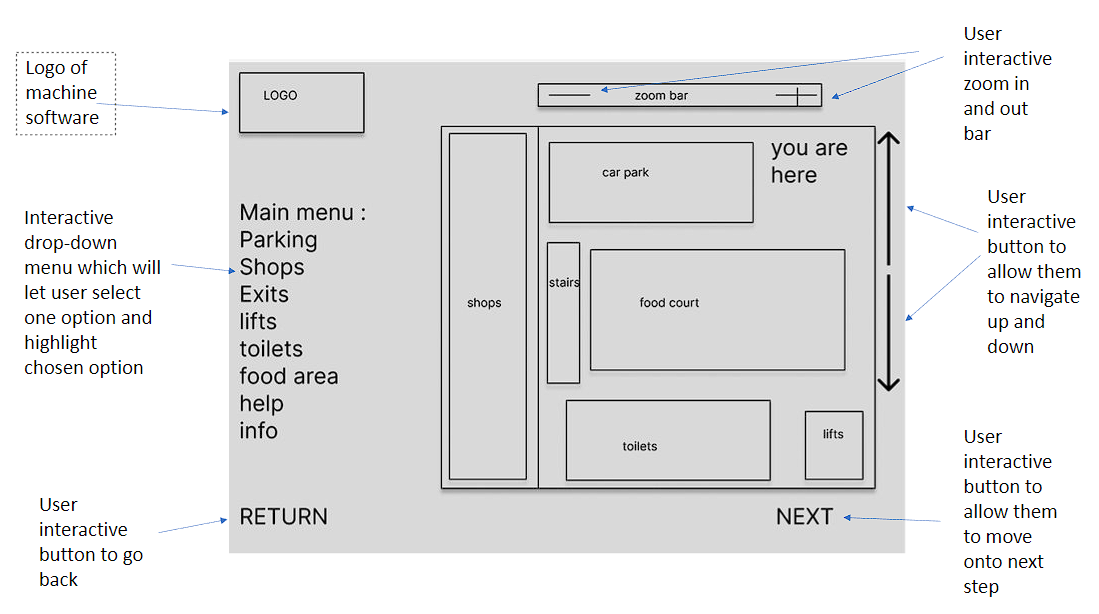 Logo of
machine
software
LOGO
zoom bar
User
interactive
zoom in
and out
bar
Interactive
drop-down
menu which will
let user select
one option and
highlight
chosen option
Main menu :
Parking
Shops
Exits
lifts
toilets
food area
help
info
shops
car park
you are
here
stairs
food court
toilets
lifts
User
interactive
button to
allow them
to navigate
up and
down
User
interactive
button to go
back
RETURN
NEXT
User
interactive
button to
allow them
to move
onto next
step